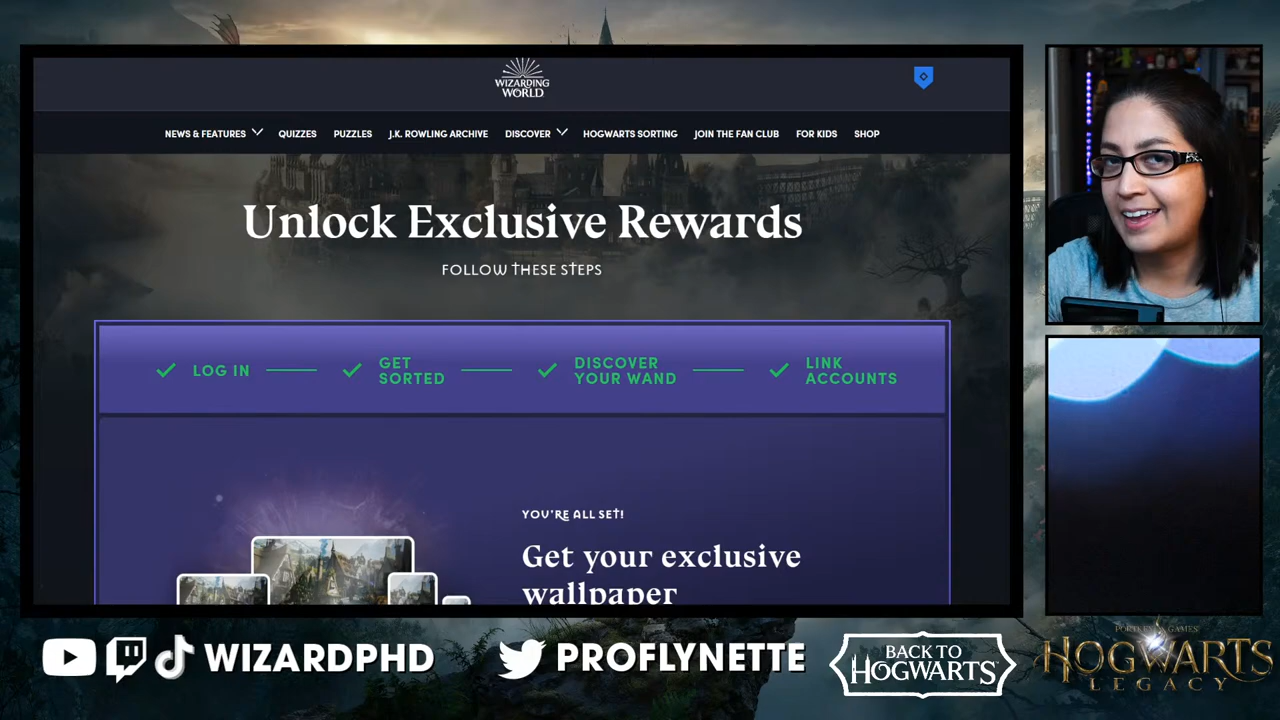 WIZARDING
WORLD
NEWS & FEATURES QUIZZES PUZZLES J.K. ROWLING ARCHIVE DISCOVER HOGWARTS SORTING JOIN THE FAN CLUB FOR KIDS SHOP
Unlock Exclusive Rewards
FOLLOW THESE STEPS
LOG IN
GET
SORTED
DISCOVER
YOUR WAND
LINK
ACCOUNTS
YOU'RE ALL SET!
Get your exclusive
wallpaper
WIZARDPHD
PROFLYNETTE
BACK TO
HOGWARTS
PORTKEY GAMES
HOGWARTS
LEGACY